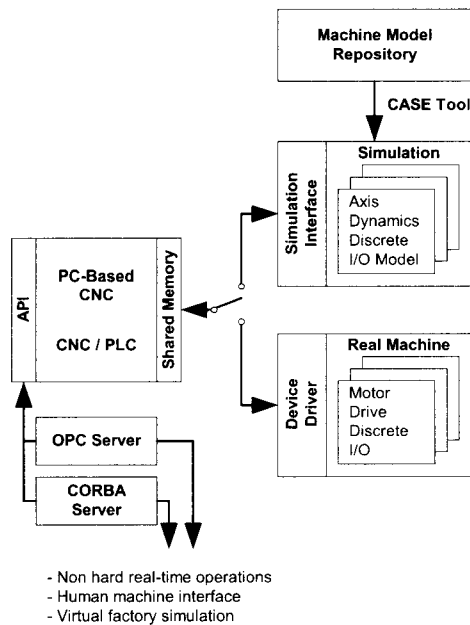 Machine Model
Repository
CASE Tool
Simulation
Interface
Simulation
Axis
Dynamics
Discrete
I/O Model
API
PC-Based
CNC
CNC / PLC
Shared Memory
Device
Driver
Real Machine
Motor
Drive
Discrete
I/O
OPC Server
CORBA
Server
- Non hard real-time operations
- Human machine interface
- Virtual factory simulation